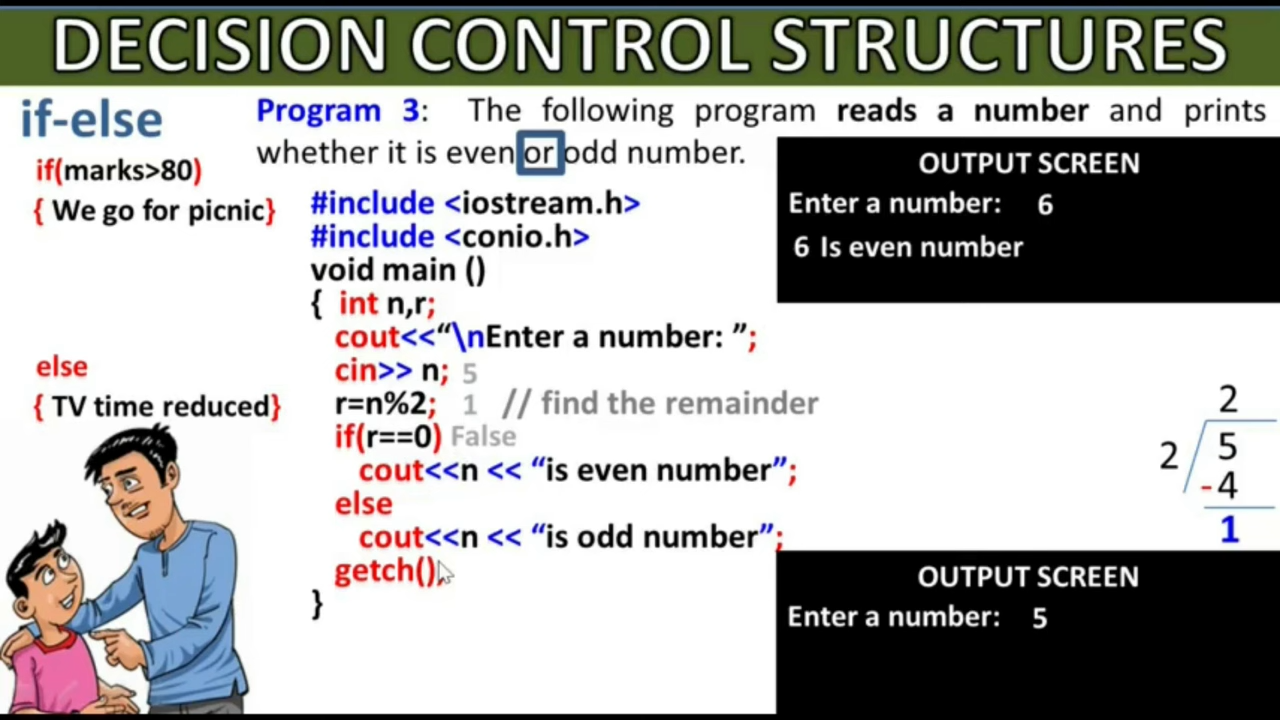 DECISION CONTROL STRUCTURES
if-else
if(marks>80)
{ We go for picnic}
else
{ TV time reduced}
Program 3: The following program reads a number and prints
whether it is even or odd number.
#include <iostream.h>
#include <conio.h>
void main ()
{ int n,r;
cout<<“\nEnter a number: ”;
cin>> n; 5
r=n%2; 1 // find the remainder
if(r==0) False
cout<<n << “is even number”;
else
cout<<n << “is odd number”;
getch();
}
OUTPUT SCREEN
Enter a number: 6
6 Is even number
2
2 5
-4
1
OUTPUT SCREEN
Enter a number: 5